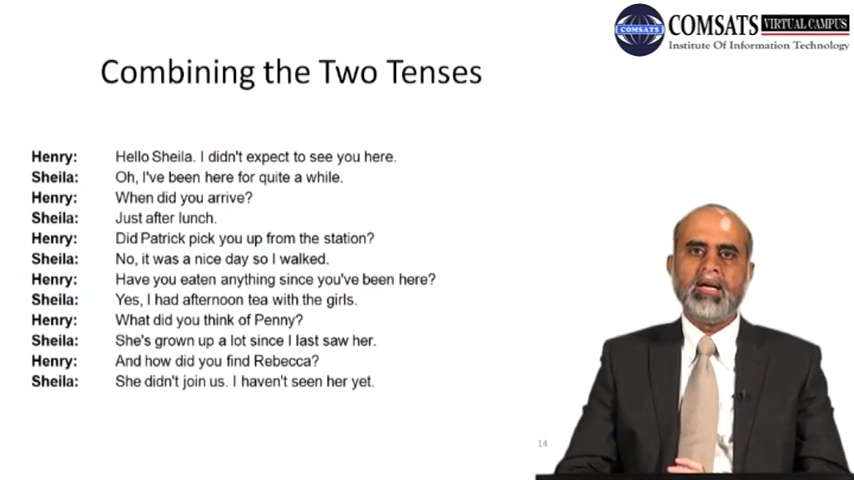 COMSATS VIRTUAL CAMPUS
COMSATS
Institute Of Information Technology
Combining the Two Tenses
Henry: Hello Sheila. I didn't expect to see you here.
Sheila: Oh, I've been here for quite a while.
Henry: When did you arrive?
Sheila: Just after lunch.
Henry: Did Patrick pick you up from the station?
Sheila: No, it was a nice day so I walked.
Henry: Have you eaten anything since you've been here?
Sheila: Yes, I had afternoon tea with the girls.
Henry: What did you think of Penny?
Sheila: She's grown up a lot since I last saw her.
Henry: And how did you find Rebecca?
Sheila: She didn't join us. I haven't seen her yet.
14